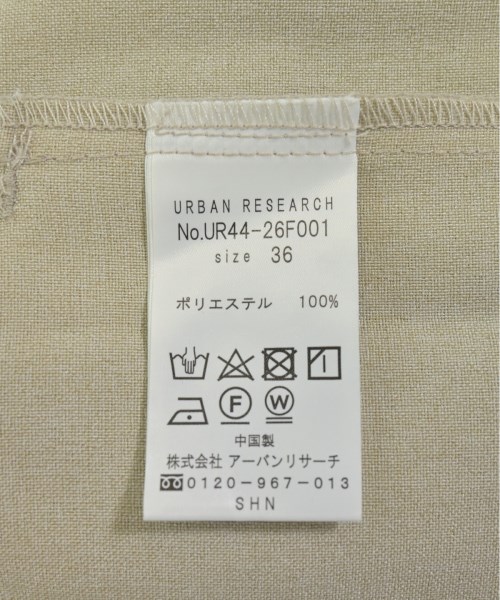 URBAN RESEARCH
No.UR44-26F001
size 36
ポリエステル 100%
F W
中国製
株式会社 アーバンリサーチ
0120-967-013
SHN